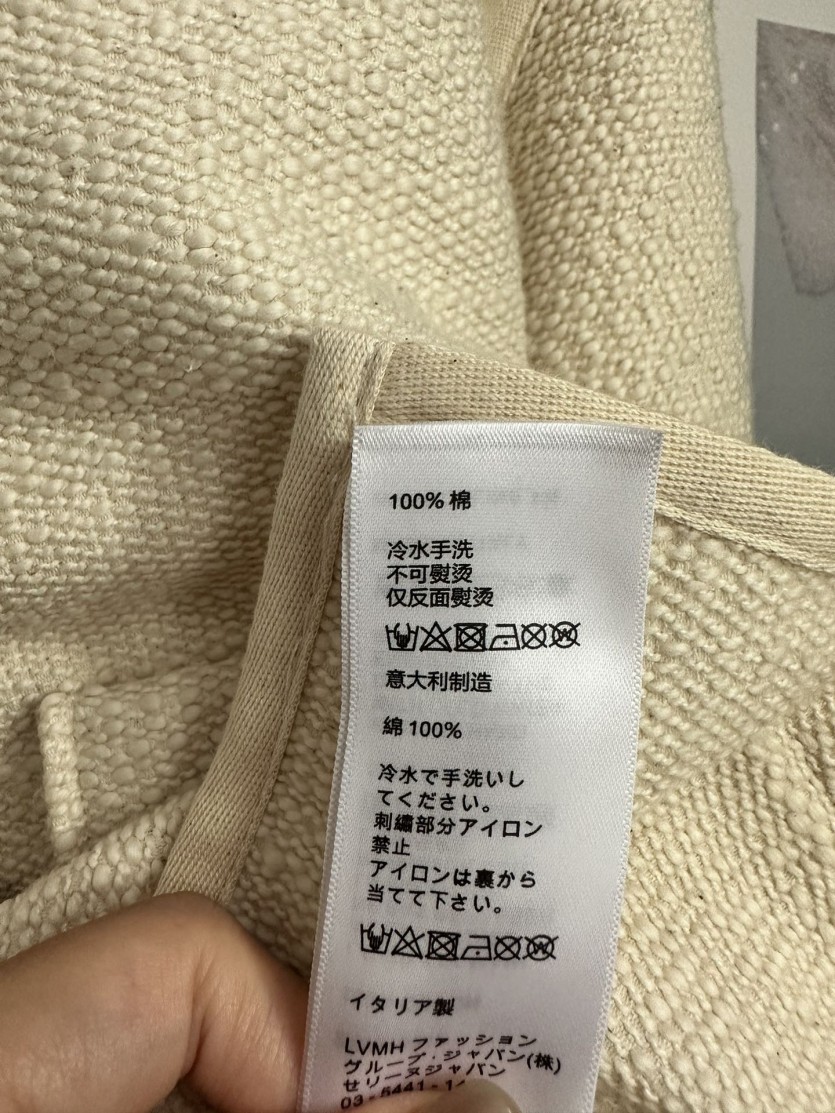 100% 棉
冷水手洗
不可熨烫
仅反面熨烫
意大利制造
綿 100%
冷水で手洗いし
てください。
刺繍部分アイロン
禁止
アイロンは裏から
当てて下さい。
イタリア製
LVMH ファッション
グループ・ジャパン(株)
セリーヌジャパン
03-5441-1